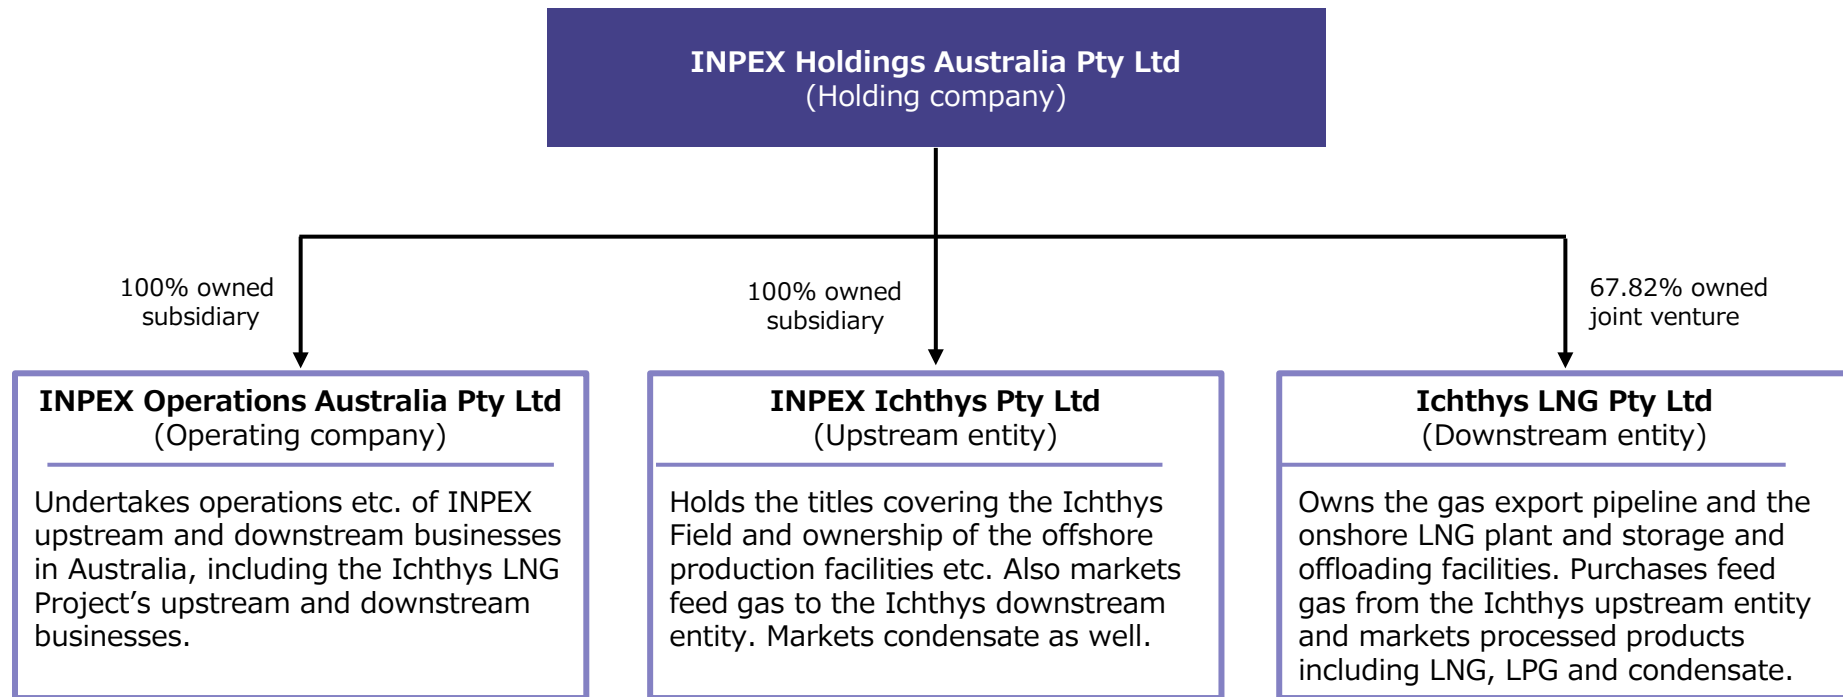 INPEX Holdings Australia Pty Ltd
(Holding company)
100% owned
subsidiary
100% owned
subsidiary
67.82% owned
joint venture
INPEX Operations Australia Pty Ltd
(Operating company)
Undertakes operations etc. of INPEX
upstream and downstream businesses
in Australia, including the Ichthys LNG
Project’s upstream and downstream
businesses.
INPEX Ichthys Pty Ltd
(Upstream entity)
Holds the titles covering the Ichthys
Field and ownership of the offshore
production facilities etc. Also markets
feed gas to the Ichthys downstream
entity. Markets condensate as well.
Ichthys LNG Pty Ltd
(Downstream entity)
Owns the gas export pipeline and the
onshore LNG plant and storage and
offloading facilities. Purchases feed
gas from the Ichthys upstream entity
and markets processed products
including LNG, LPG and condensate.